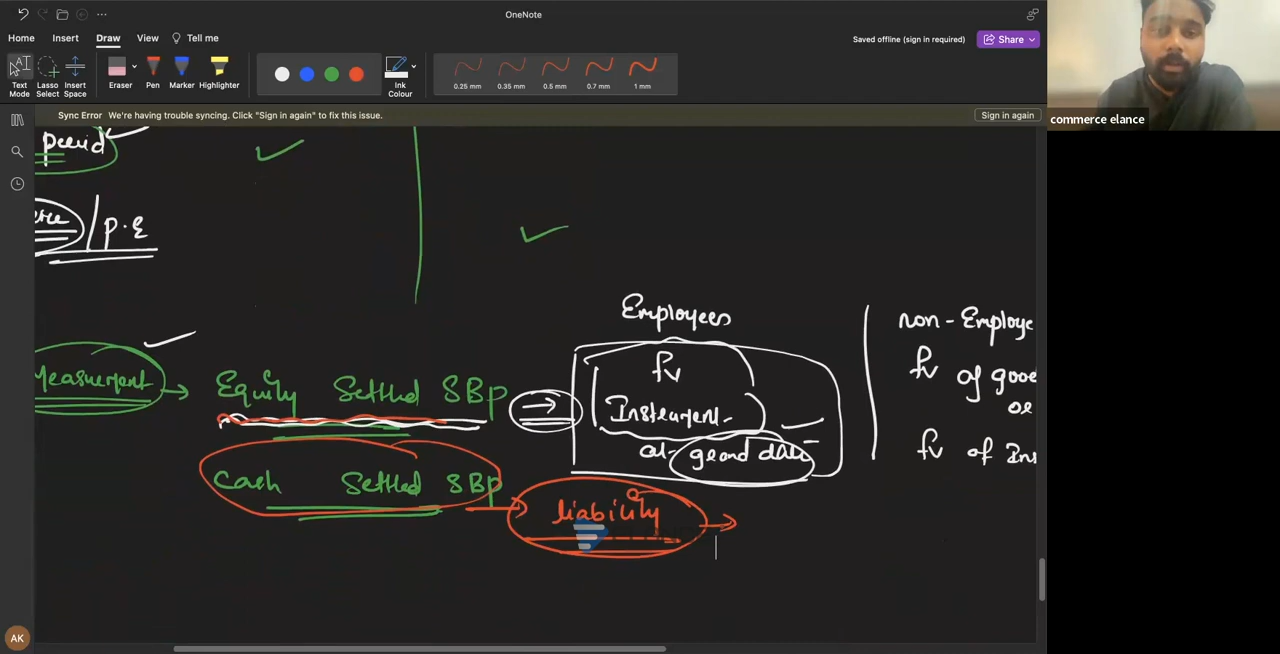 OneNote
Home Insert Draw View Tell me
Saved offline (sign in required) Share
Text Mode
Lasso Select
Insert Space
Eraser Pen Marker Highlighter
Ink Colour
0.25 mm 0.35 mm 0.5 mm 0.7 mm 1 mm
commerce elance
Sync Error We're having trouble syncing. Click "Sign in again" to fix this issue. Sign in again
period
/ P.E
Employees
non-Employe
Measurement → Equity Settled SBP →
fv
Instrument
at grand date
fv of good
or
fv of Ins
Cash Settled SBP → liability →
AK